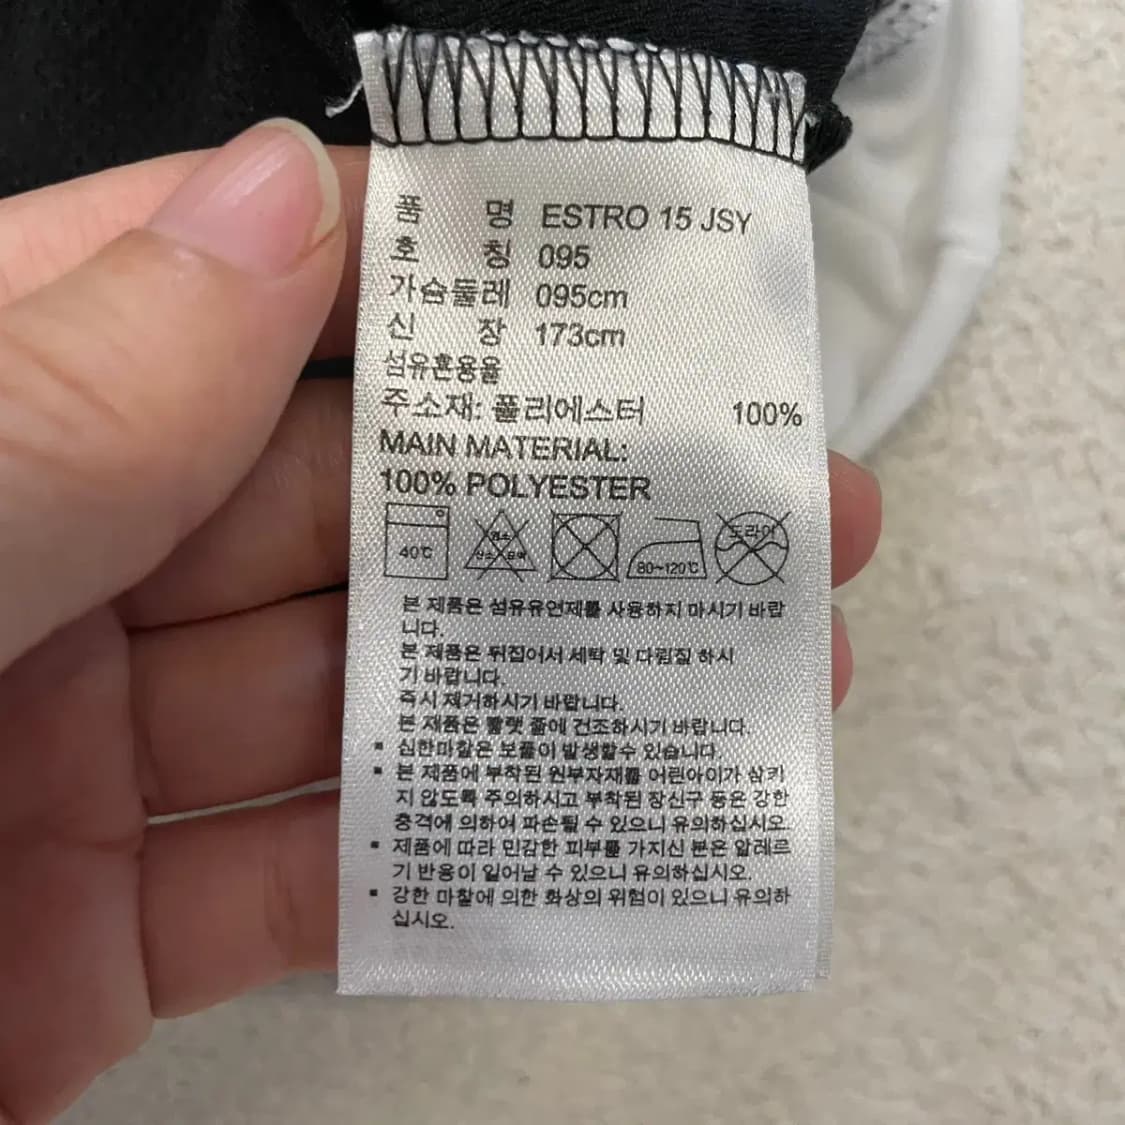 품 명 ESTRO 15 JSY
호 칭 095
가슴둘레 095cm
신 장 173cm
섬유혼용율
주소재: 폴리에스터 100%
MAIN MATERIAL:
100% POLYESTER
40℃
염소
산소 표백
80~120℃
드라이
본 제품은 섬유유연제를 사용하지 마시기 바랍
니다.
본 제품은 뒤집어서 세탁 및 다림질 하시
기 바랍니다.
즉시 제거하시기 바랍니다.
본 재품은 빨랫 줄에 건조하시기 바랍니다.
▪ 심한마찰은 보풀이 발생할수 있습니다.
▪ 본 제품에 부착된 원부자재를 어린아이가 삼키
지 않도록 주의하시고 부착된 장신구 등은 강한
충격에 의하여 파손될 수 있으니 유의하십시오.
▪ 제품에 따라 민감한 피부를 가지신 분은 알레르
기 반응이 일어날 수 있으니 유의하십시오.
▪ 강한 마찰에 의한 화상의 위험이 있으니 유의하
십시오.